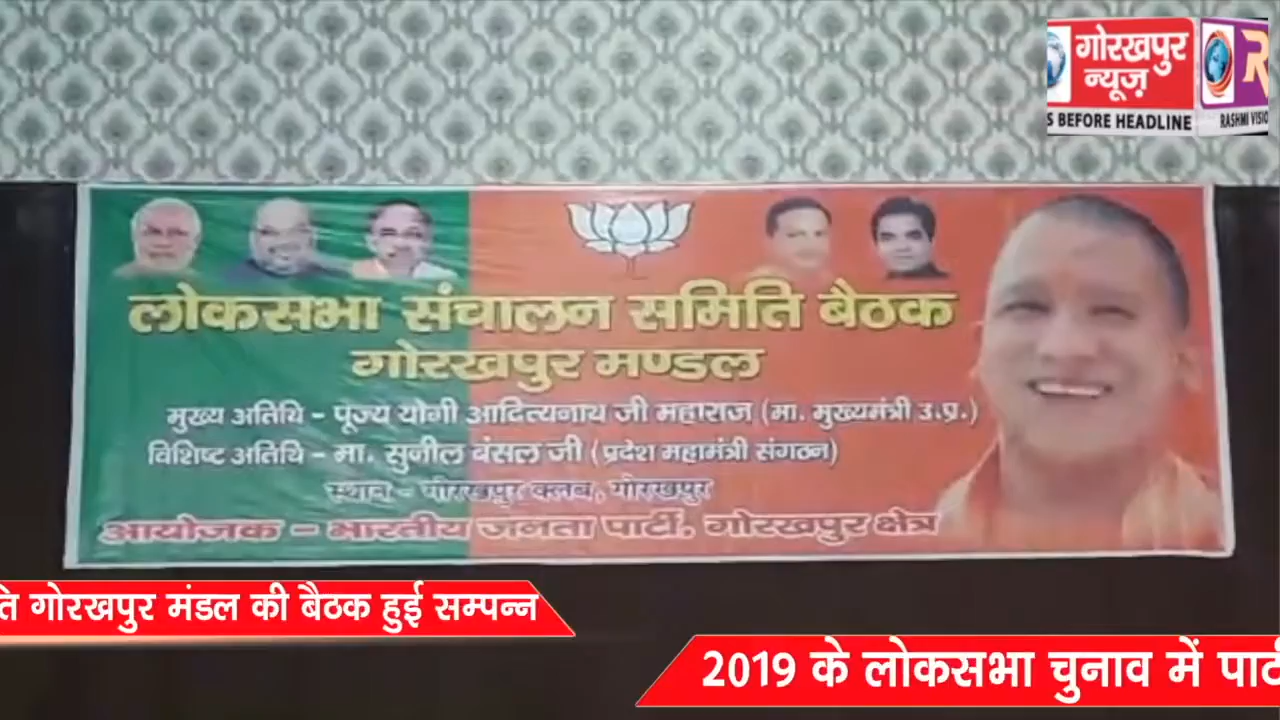 गोरखपुर
न्यूज़
S BEFORE HEADLINE
R
RASHMI VISIO
लोकसभा संचालन समिति बैठक
गोरखपुर मण्डल
मुख्य अतिथि - पूज्य योगी आदित्यनाथ जी महाराज (मा. मुख्यमंत्री उ.प्र.)
विशिष्ट अतिथि - मा. सुनील बंसल जी (प्रदेश महामंत्री संगठन)
स्थान - गोरखपुर क्लब, गोरखपुर
आयोजक - भारतीय जनता पार्टी, गोरखपुर क्षेत्र
ति गोरखपुर मंडल की बैठक हुई सम्पन्न
2019 के लोकसभा चुनाव में पार्ट